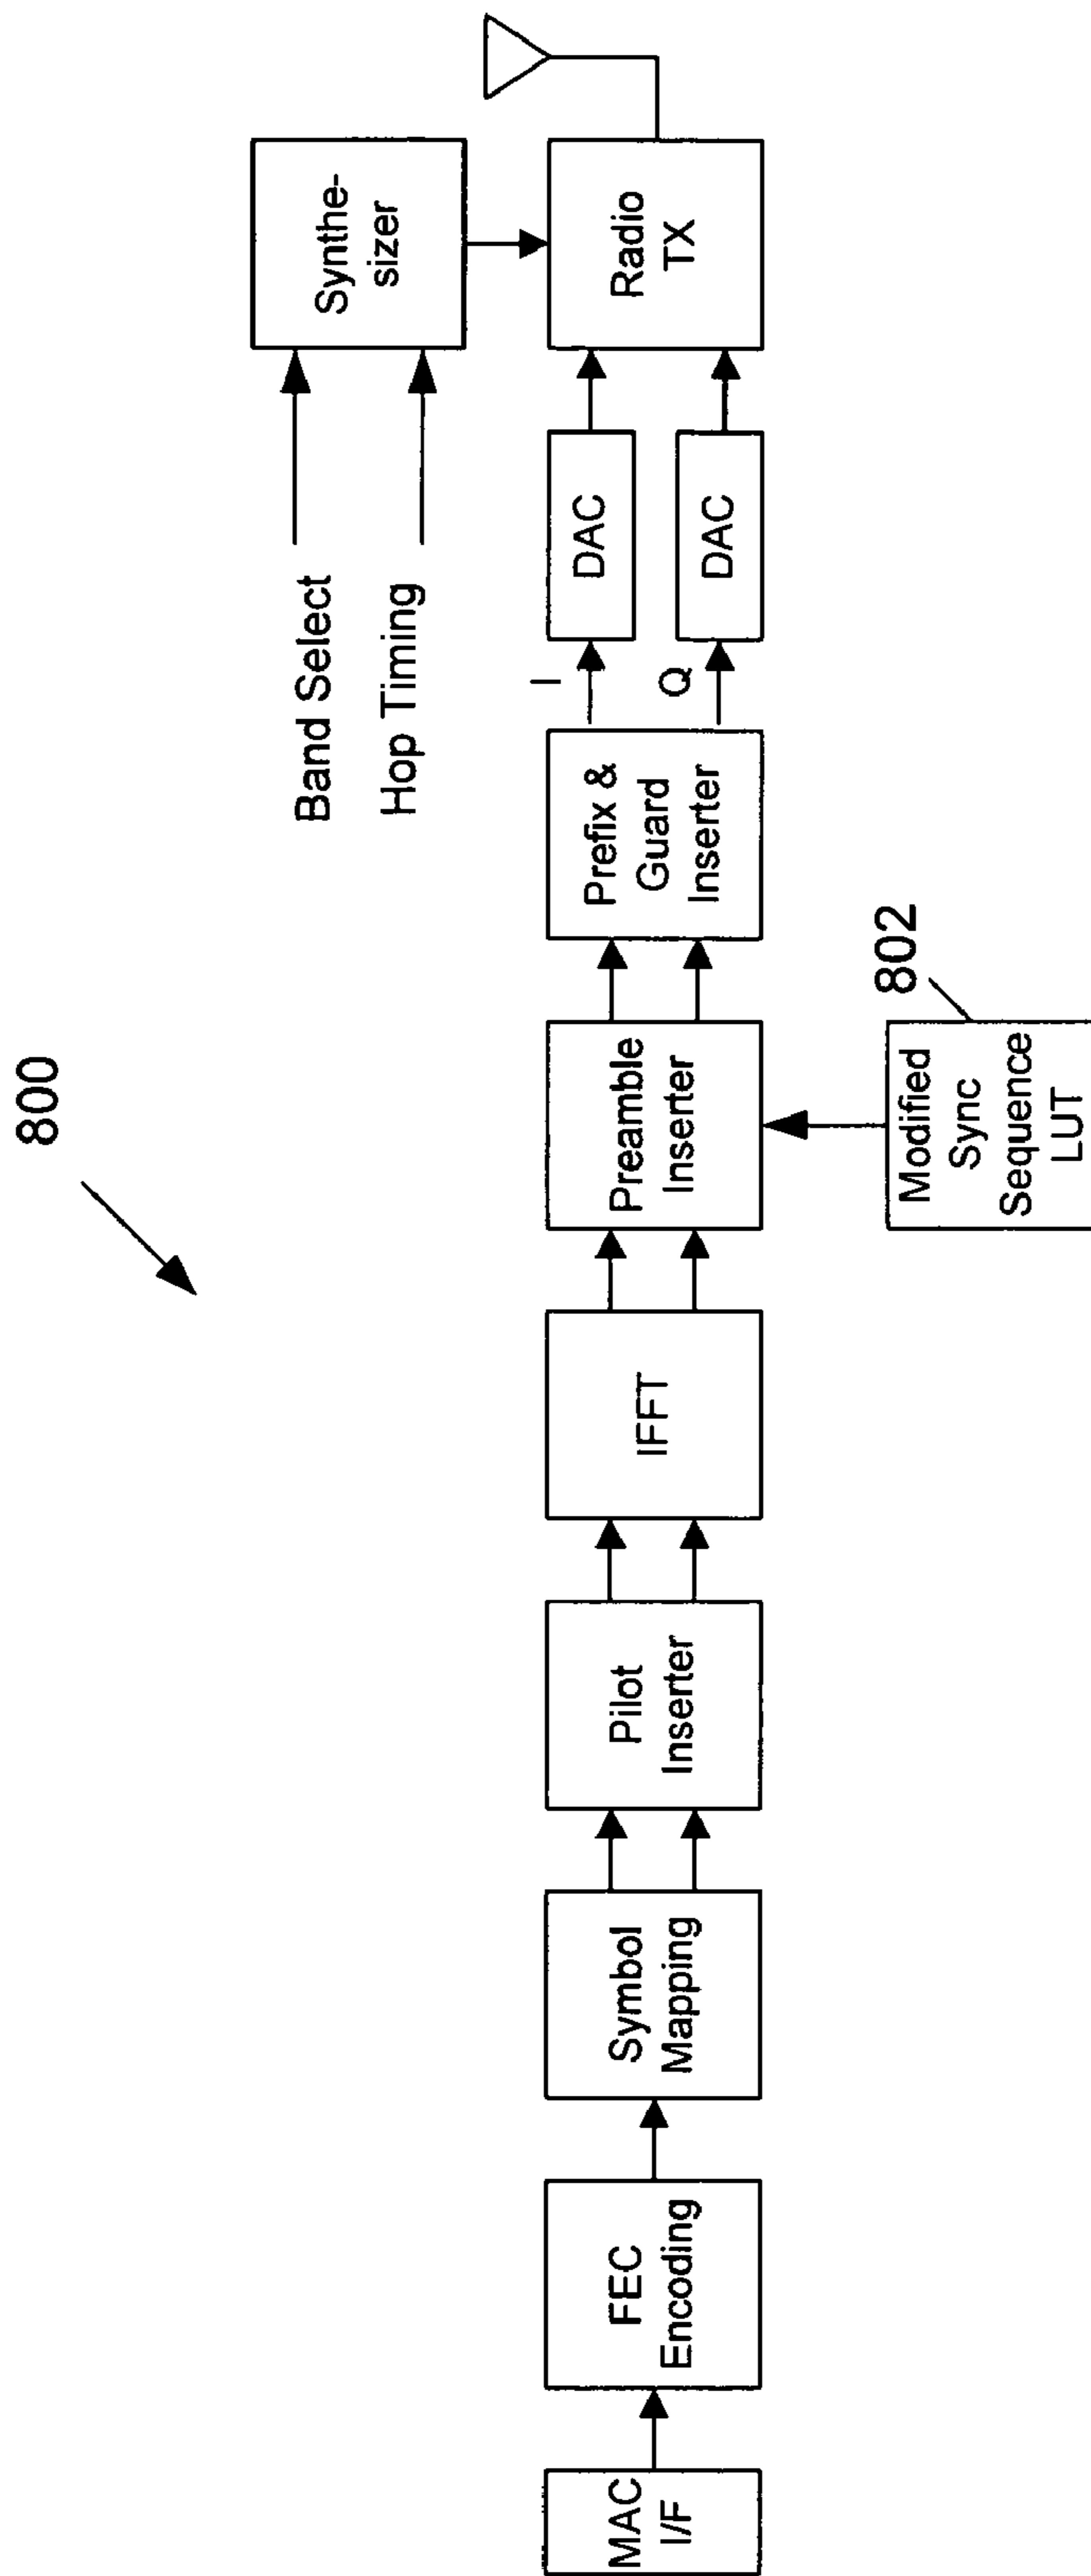 800
MAC
I/F
FEC
Encoding
Symbol
Mapping
Pilot
Inserter
IFFT
Preamble
Inserter
Modified
Sync
Sequence
LUT
802
Prefix &
Guard
Inserter
I
Q
DAC
DAC
Band Select
Hop Timing
Synthe-
sizer
Radio
TX